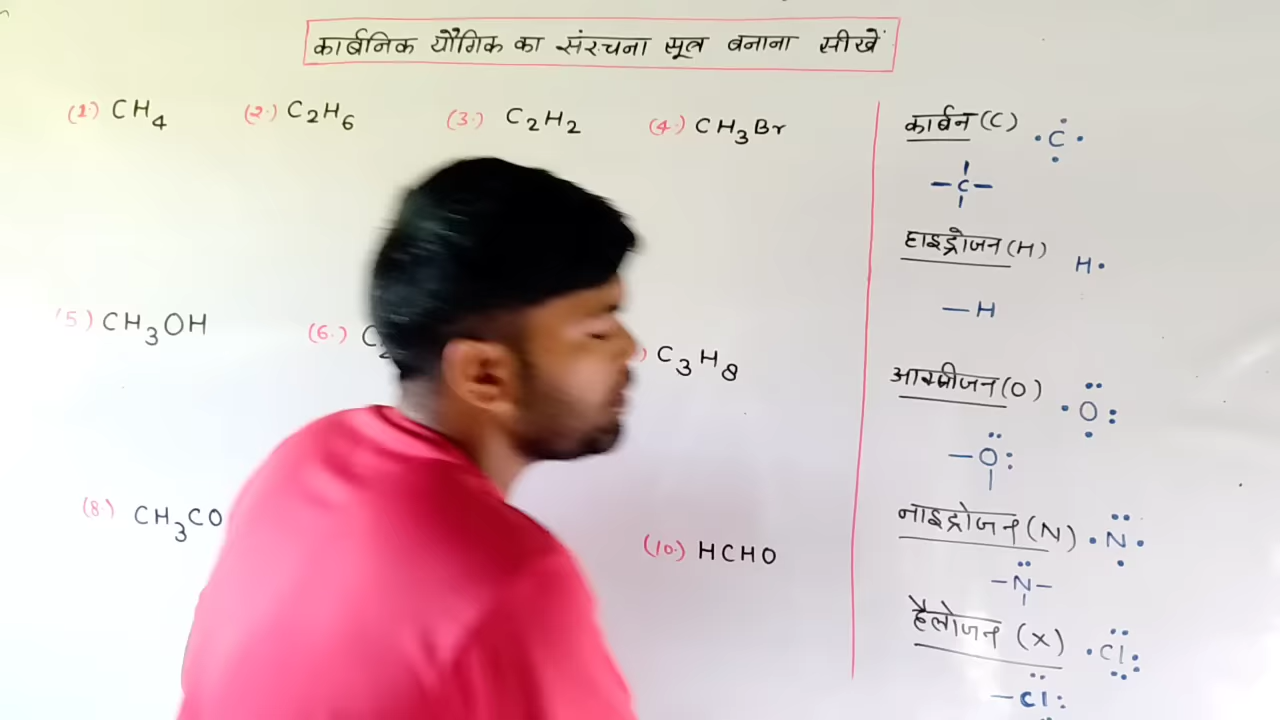 कार्बनिक यौगिक का संरचना सूत्र बनाना सीखें
(1.) CH₄ (2.) C₂H₆ (3.) C₂H₂ (4.) CH₃Br
(5) CH₃OH (6.) C₂ ) C₃H₈
(8.) CH₃CO
(10.) HCHO
कार्बन (C) C
-C-
हाइड्रोजन (H) H
-H
आक्सीजन (O) O
-O
नाइट्रोजन (N) N
-N-
हैलोजन (X) Cl
-Cl